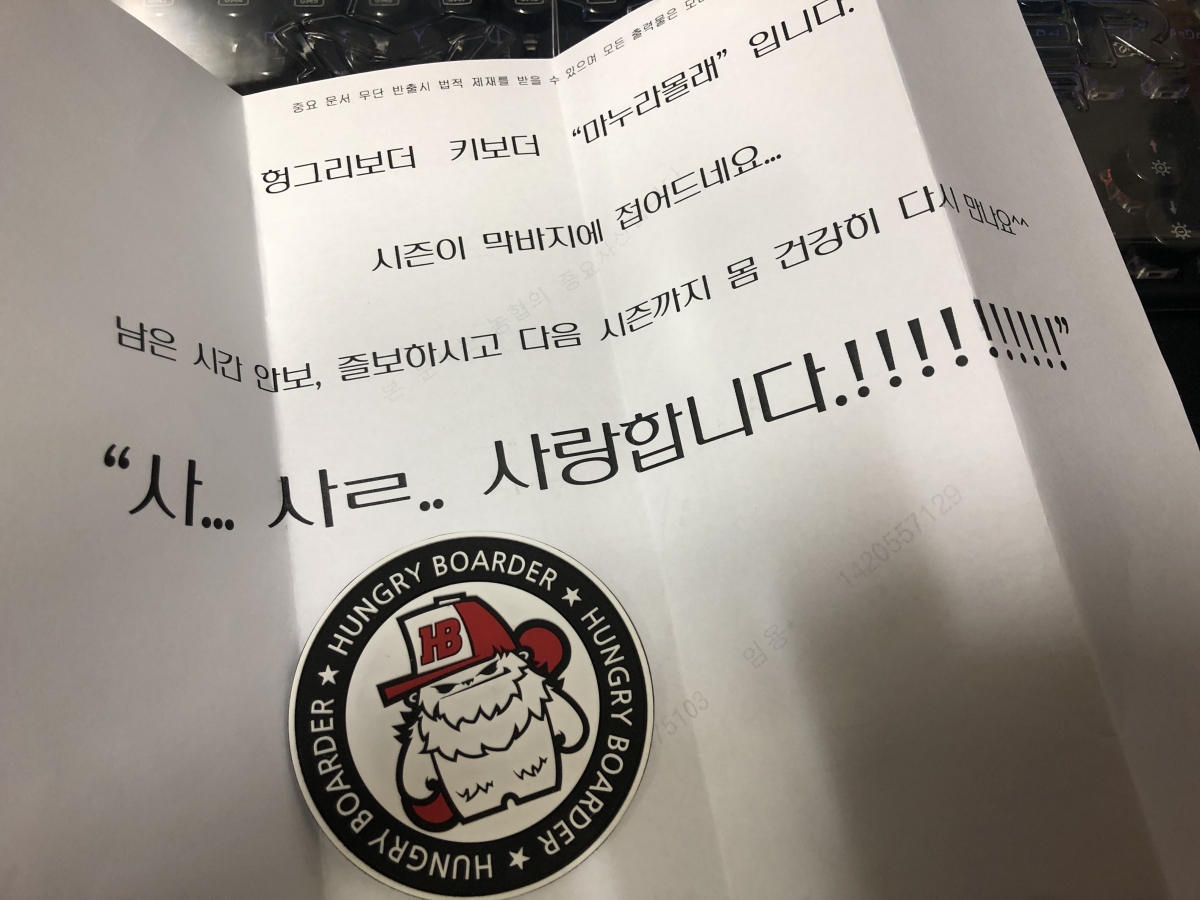 중요 문서 무단 반출시 법적 제재를 받을 수 있으며 모든 출력물은
헝그리보더 키보더 “마누라몰래” 입니다.
시즌이 막바지에 접어드네요...
남은 시간 안보, 즐보하시고 다음 시즌까지 몸 건강히 다시 만나요^^
“사... 사ㄹ.. 사랑합니다.!!!!!!!!!!”
1420557129
HUNGRY BOARDER ★ HUNGRY BOARDER ★ HUNGRY BOARDER ★
HB